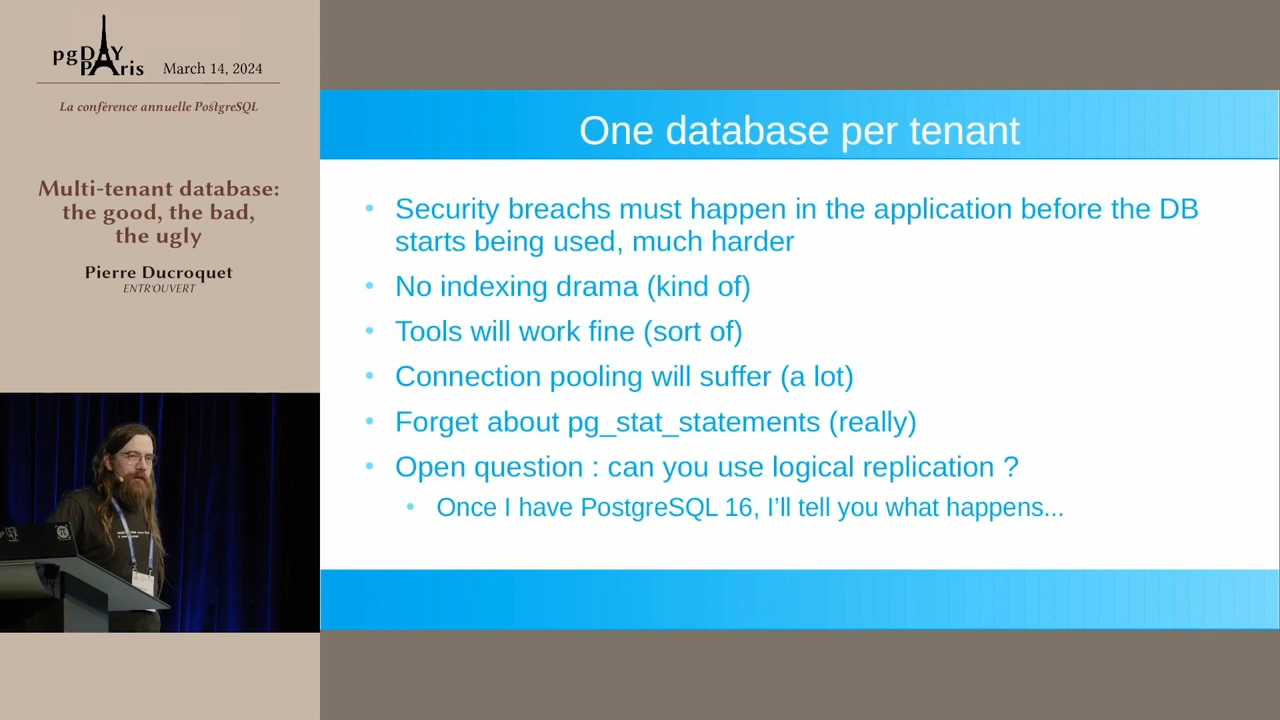 pgDAY
Paris
March 14, 2024
La conférence annuelle PostgreSQL
Multi-tenant database:
the good, the bad,
the ugly
Pierre Ducroquet
ENTR'OUVERT
One database per tenant
• Security breachs must happen in the application before the DB
starts being used, much harder
• No indexing drama (kind of)
• Tools will work fine (sort of)
• Connection pooling will suffer (a lot)
• Forget about pg_stat_statements (really)
• Open question : can you use logical replication ?
• Once I have PostgreSQL 16, I'll tell you what happens...